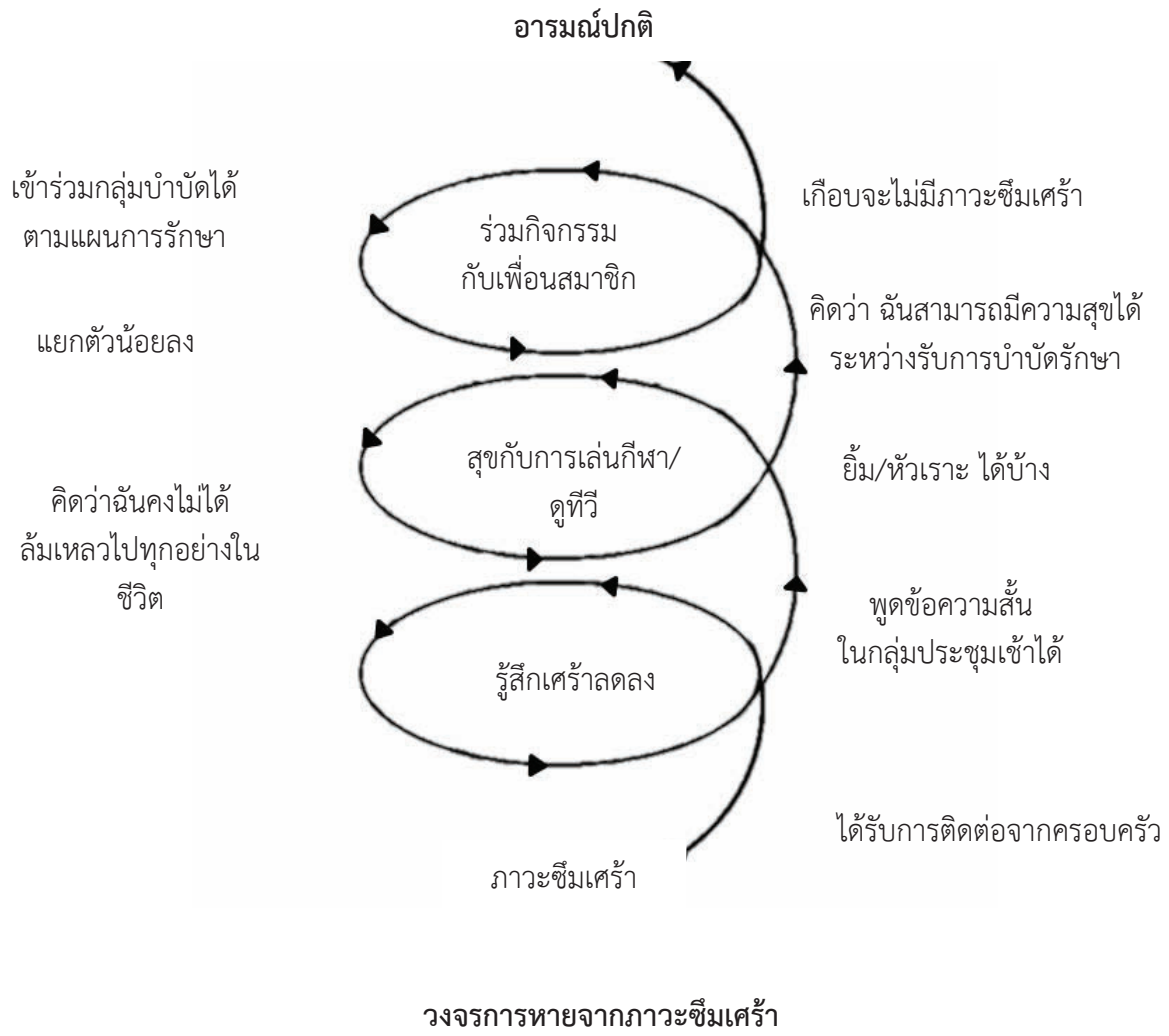 อารมณ์ปกติ
เข้าร่วมกลุ่มบำบัดได้
ตามแผนการรักษา
ร่วมกิจกรรม
กับเพื่อนสมาชิก
เกือบจะไม่มีภาวะซึมเศร้า
แยกตัวน้อยลง
คิดว่า ฉันสามารถมีความสุขได้
ระหว่างรับการบำบัดรักษา
คิดว่าฉันคงไม่ได้
ล้มเหลวไปทุกอย่างใน
ชีวิต
สุขกับการเล่นกีฬา/
ดูทีวี
ยิ้ม/หัวเราะ ได้บ้าง
รู้สึกเศร้าลดลง
พูดข้อความสั้น
ในกลุ่มประชุมเช้าได้
ได้รับการติดต่อจากครอบครัว
ภาวะซึมเศร้า
วงจรการหายจากภาวะซึมเศร้า